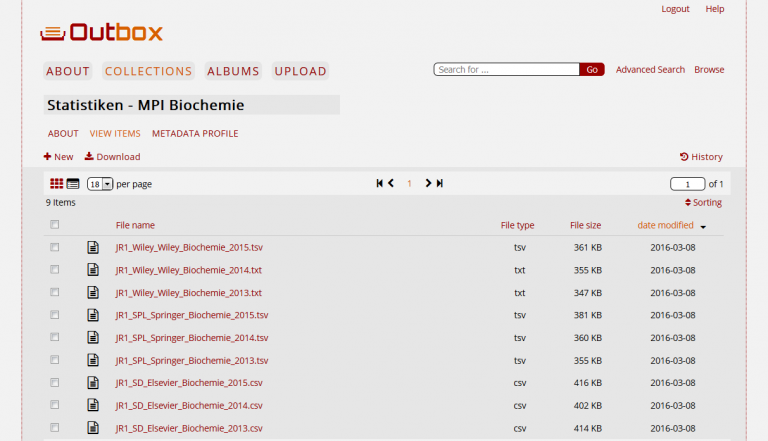 Logout Help
Outbox
ABOUT COLLECTIONS ALBUMS UPLOAD
Search for ... Go Advanced Search Browse
Statistiken - MPI Biochemie
ABOUT VIEW ITEMS METADATA PROFILE
New Download History
18 per page 1 1 of 1
9 Items Sorting
File name File type File size date modified
JR1_Wiley_Wiley_Biochemie_2015.tsv tsv 361 KB 2016-03-08
JR1_Wiley_Wiley_Biochemie_2014.txt txt 355 KB 2016-03-08
JR1_Wiley_Wiley_Biochemie_2013.txt txt 347 KB 2016-03-08
JR1_SPL_Springer_Biochemie_2015.tsv tsv 381 KB 2016-03-08
JR1_SPL_Springer_Biochemie_2014.tsv tsv 360 KB 2016-03-08
JR1_SPL_Springer_Biochemie_2013.tsv tsv 355 KB 2016-03-08
JR1_SD_Elsevier_Biochemie_2015.csv csv 416 KB 2016-03-08
JR1_SD_Elsevier_Biochemie_2014.csv csv 402 KB 2016-03-08
JR1_SD_Elsevier_Biochemie_2013.csv csv 414 KB 2016-03-08